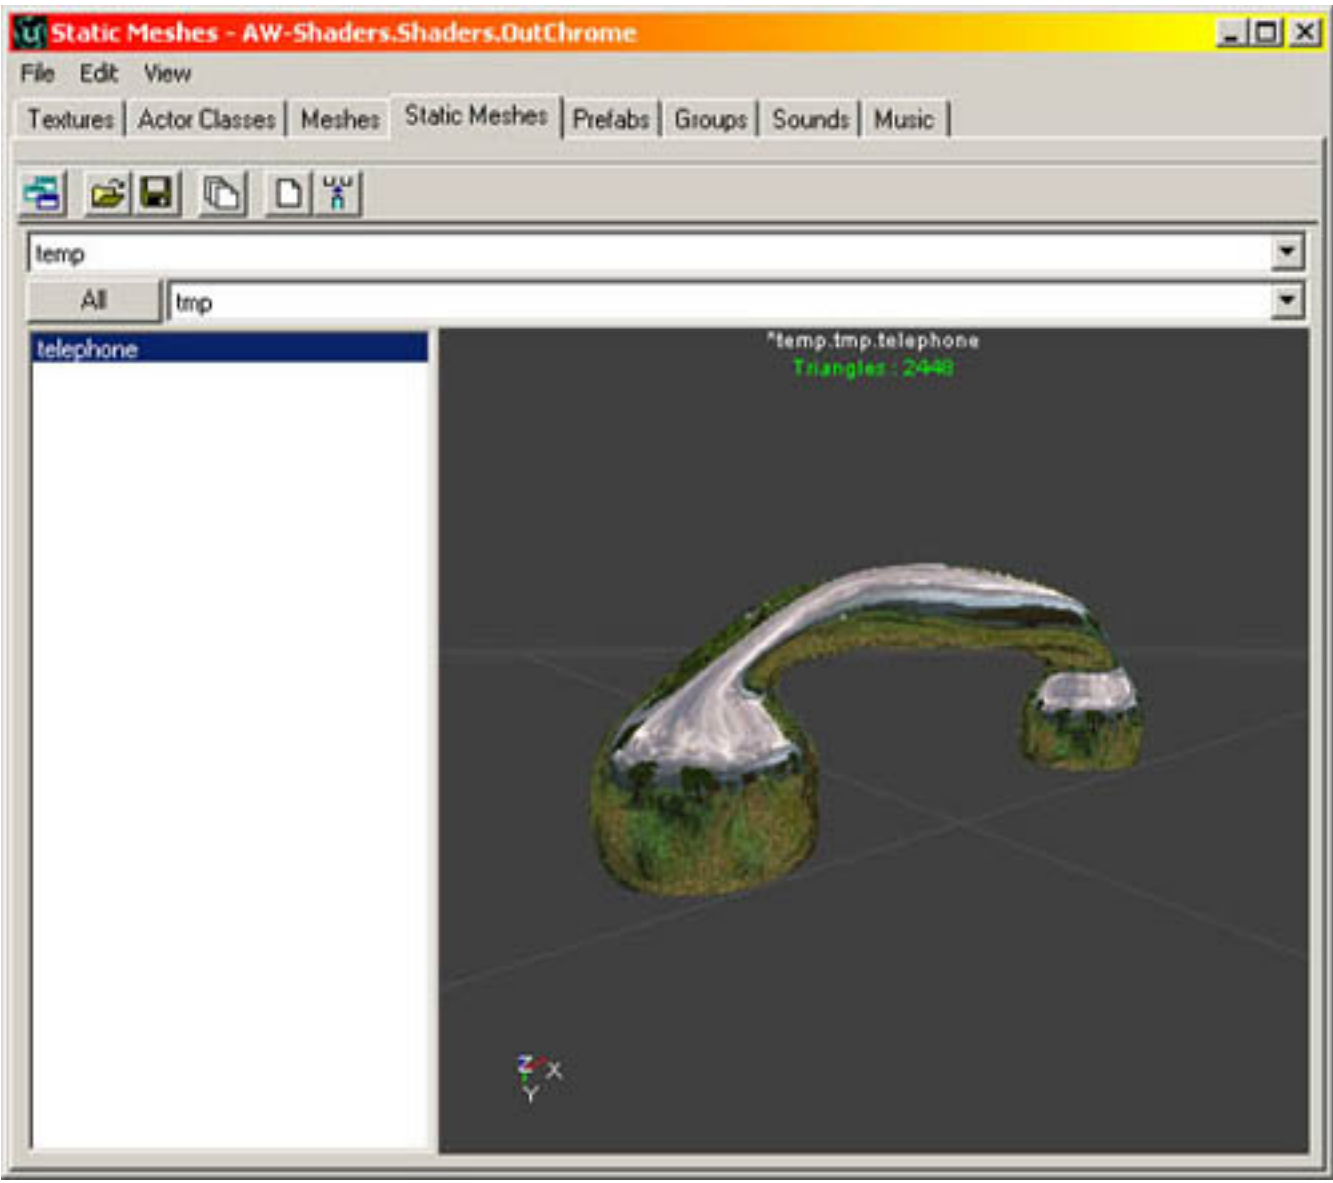 Static Meshes - AW-Shaders.Shaders.OutChrome
File Edit View
Textures Actor Classes Meshes Static Meshes Prefabs Groups Sounds Music
temp
All tmp
telephone
*temp.tmp.telephone
Triangles : 2448
Z X
Y